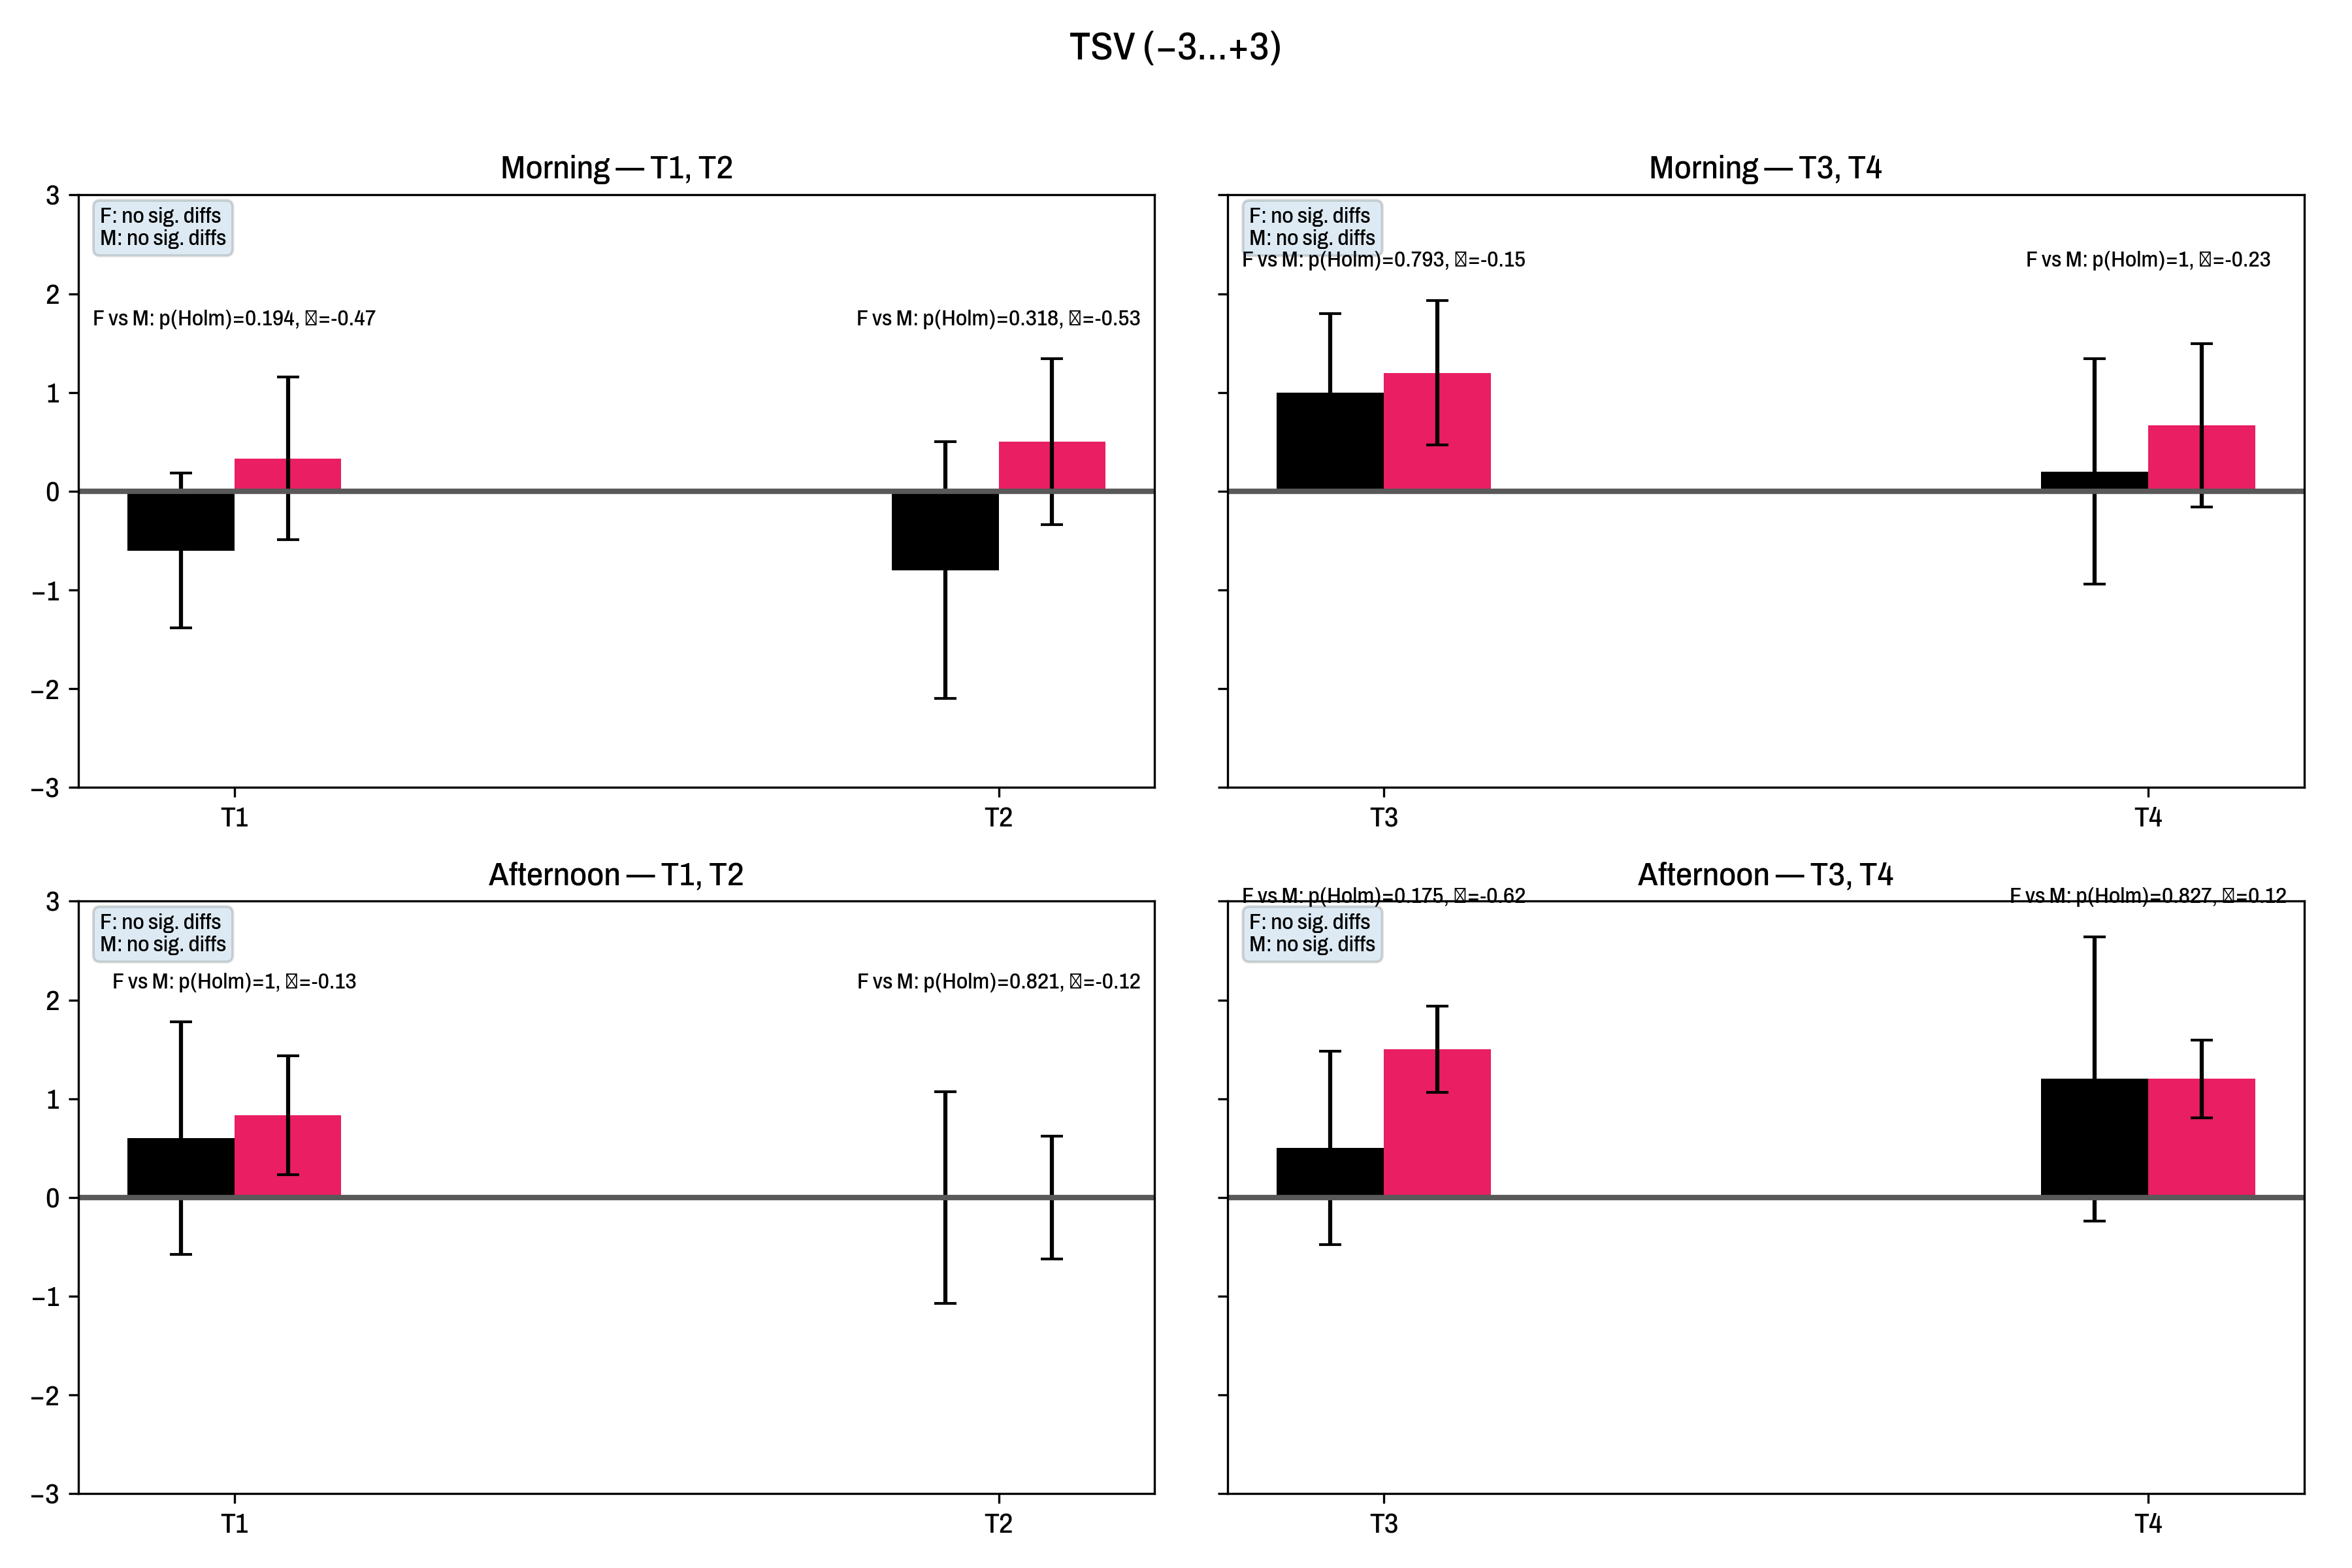 TSV (−3...+3)
Morning — T1, T2
3
2
1
0
−1
−2
−3
F: no sig. diffs
M: no sig. diffs
F vs M: p(Holm)=0.194, =-0.47
F vs M: p(Holm)=0.318, =-0.53
T1
T2
Morning — T3, T4
F: no sig. diffs
M: no sig. diffs
F vs M: p(Holm)=0.793, =-0.15
F vs M: p(Holm)=1, =-0.23
T3
T4
Afternoon — T1, T2
3
2
1
0
−1
−2
−3
F: no sig. diffs
M: no sig. diffs
F vs M: p(Holm)=1, =-0.13
F vs M: p(Holm)=0.821, =-0.12
T1
T2
Afternoon — T3, T4
F vs M: p(Holm)=0.175, =-0.62
F vs M: p(Holm)=0.827, =0.12
F: no sig. diffs
M: no sig. diffs
T3
T4